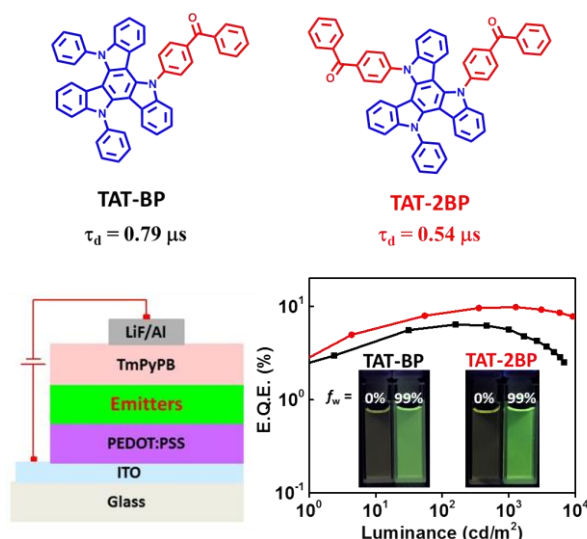 O
N
N
N
TAT-BP
τd = 0.79 μs
O
N
N
O
N
TAT-2BP
τd = 0.54 μs
LiF/Al
TmPyPB
Emitters
PEDOT:PSS
ITO
Glass
E.Q.E. (%)
10¹
10⁰
10⁻¹
TAT-BP
TAT-2BP
fw =
0%
99%
0%
99%
10⁰
10¹
10²
10³
10⁴
Luminance (cd/m²)